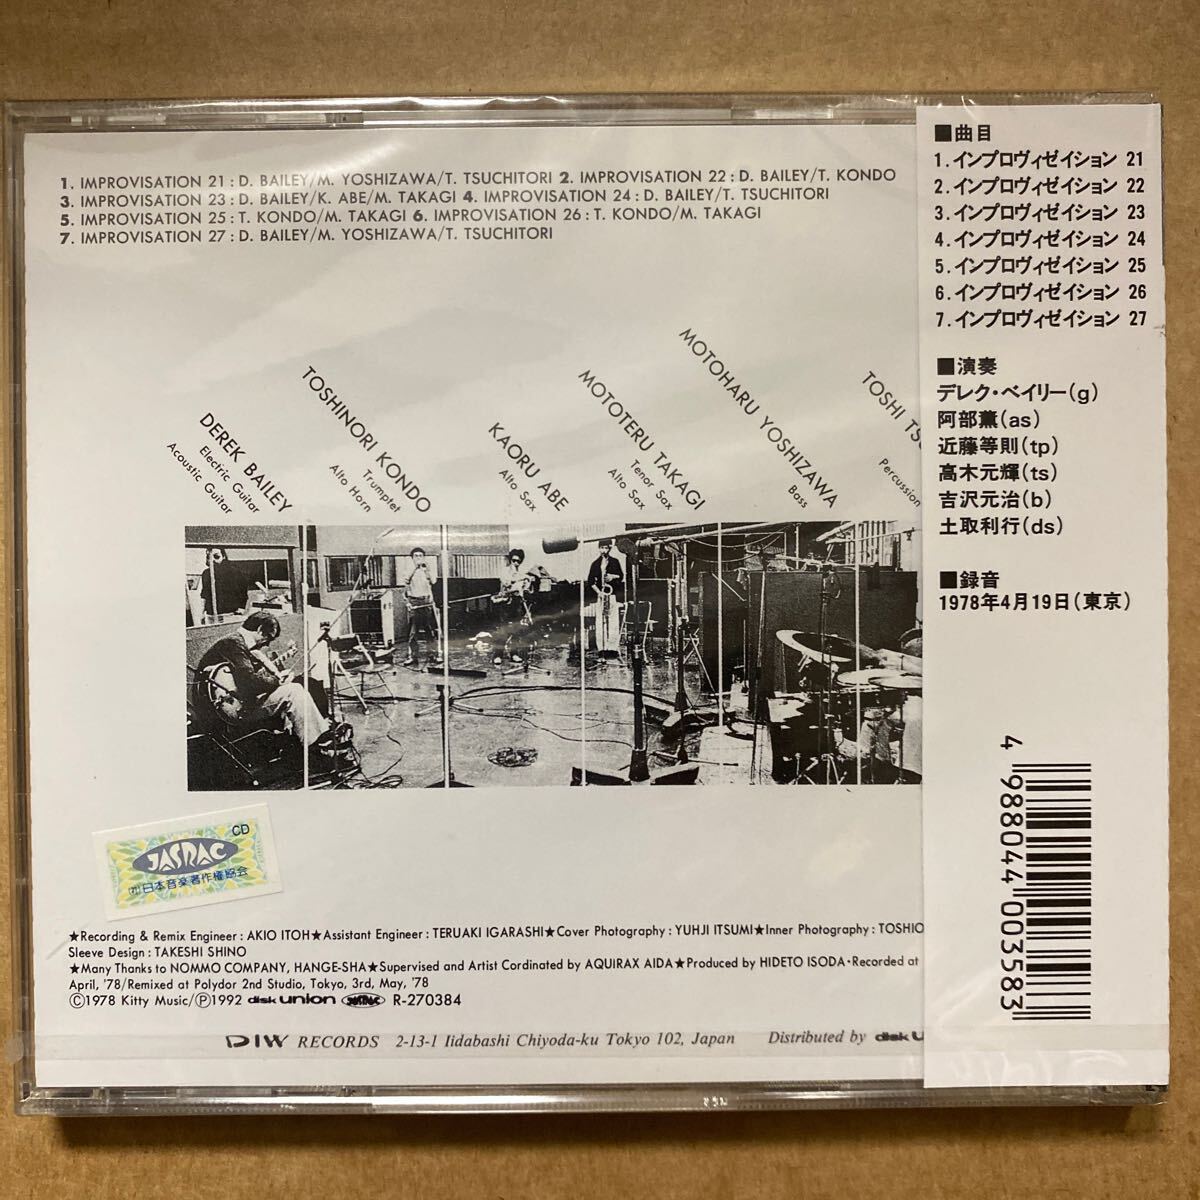 1. IMPROVISATION 21 : D. BAILEY/M. YOSHIZAWA/T. TSUCHITORI 2. IMPROVISATION 22 : D. BAILEY/T. KONDO
3. IMPROVISATION 23 : D. BAILEY/K. ABE/M. TAKAGI 4. IMPROVISATION 24 : D. BAILEY/T. TSUCHITORI
5. IMPROVISATION 25 : T. KONDO/M. TAKAGI 6. IMPROVISATION 26 : T. KONDO/M. TAKAGI
7. IMPROVISATION 27 : D. BAILEY/M. YOSHIZAWA/T. TSUCHITORI
DEREK BAILEY
Electric Guitar
Acoustic Guitar
TOSHINORI KONDO
Trumptet
Alto Horn
KAORU ABE
Alto Sax
MOTOTERU TAKAGI
Tenor Sax
Alto Sax
MOTOHARU YOSHIZAWA
Bass
TOSHI
Percussion
CD
JASRAC
日本音楽著作権協会
★Recording & Remix Engineer : AKIO ITOH★Assistant Engineer : TERUAKI IGARASHI★Cover Photography : YUHJI ITSUMI★Inner Photography : TOSHIO
Sleeve Design : TAKESHI SHINO
★Many Thanks to NOMMO COMPANY, HANGE-SHA★Supervised and Artist Cordinated by AQUIRAX AIDA★Produced by HIDETO ISODA・Recorded at
April, '78/Remixed at Polydor 2nd Studio, Tokyo, 3rd, May, '78
Ⓒ1978 Kitty Music/Ⓟ1992 disk union JASRAC R-270384
DIW RECORDS 2-13-1 Iidabashi Chiyoda-ku Tokyo 102, Japan Distributed by disk
■曲目
1.インプロヴィゼイション 21
2.インプロヴィゼイション 22
3.インプロヴィゼイション 23
4.インプロヴィゼイション 24
5.インプロヴィゼイション 25
6.インプロヴィゼイション 26
7.インプロヴィゼイション 27
■演奏
デレク・ベイリー(g)
阿部薫(as)
近藤等則(tp)
高木元輝(ts)
吉沢元治(b)
土取利行(ds)
■録音
1978年4月19日(東京)
4 988044 003583